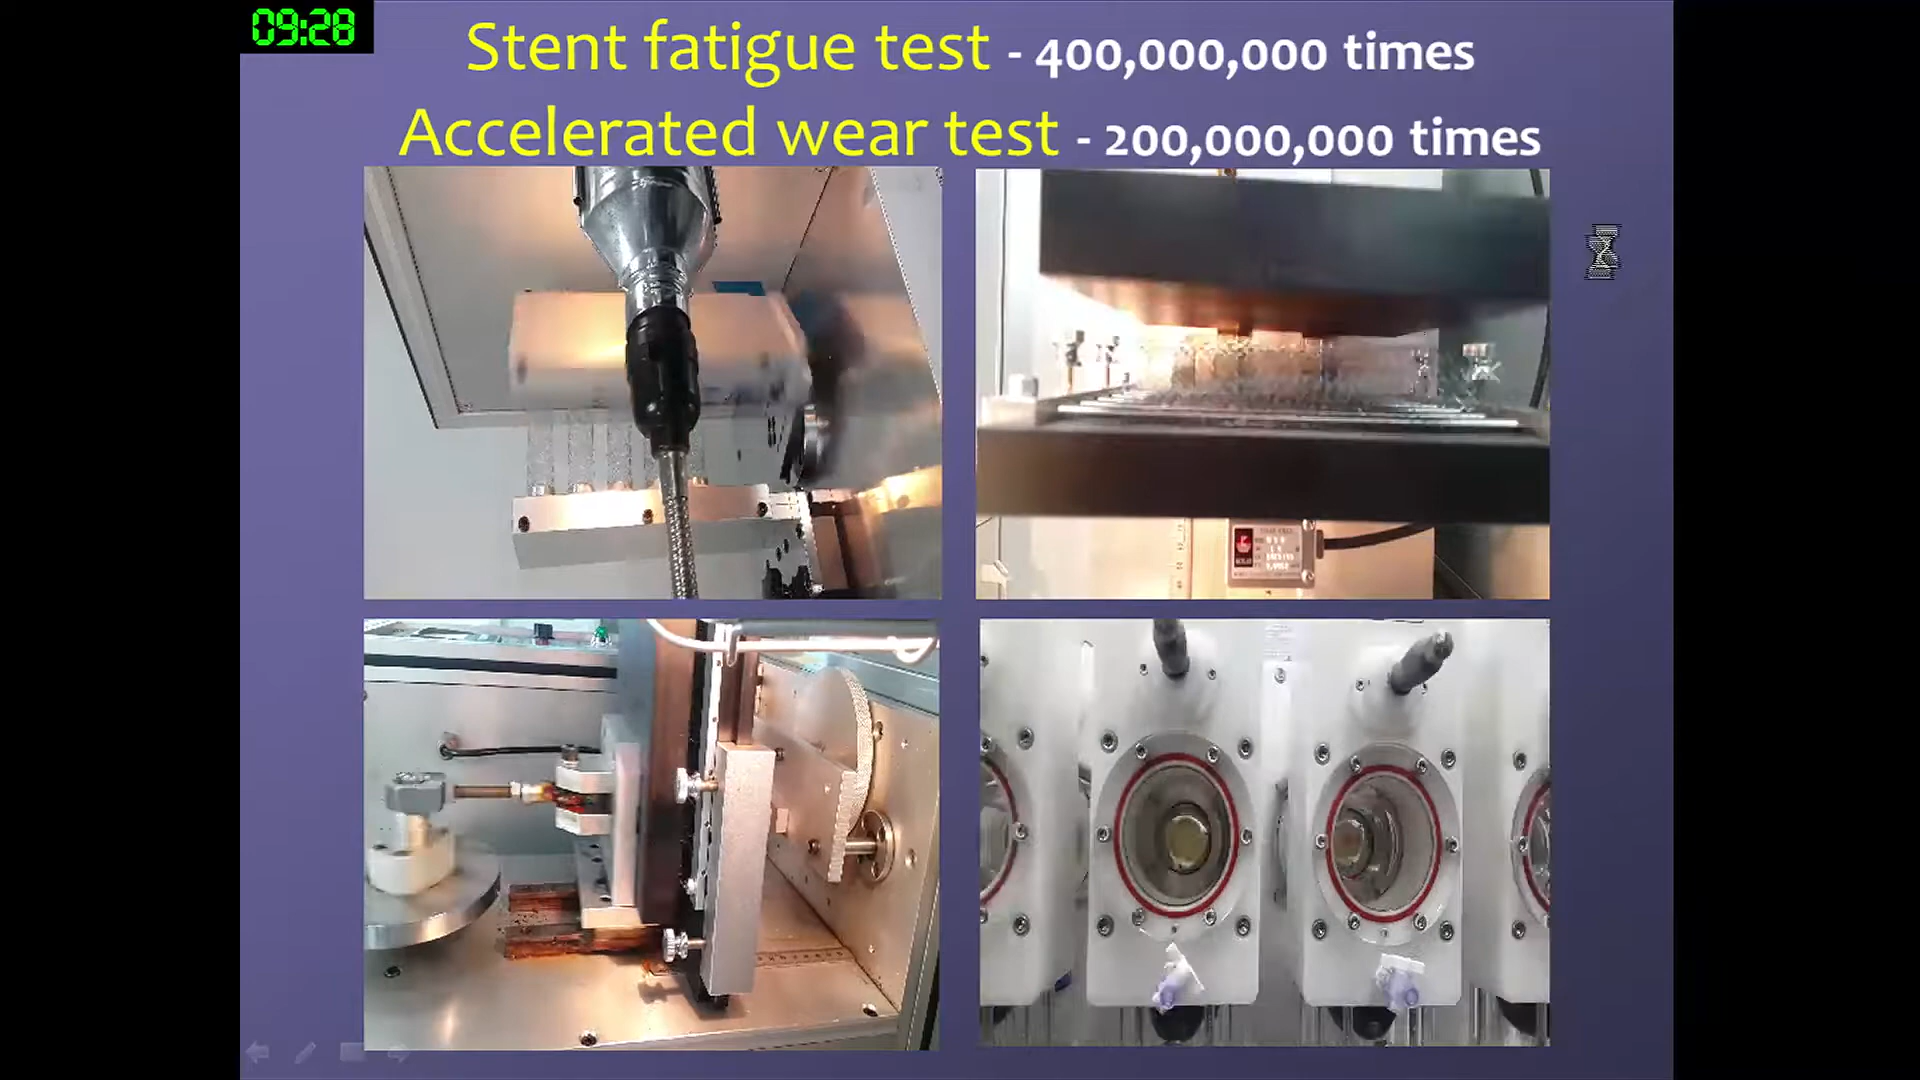 09:28
Stent fatigue test - 400,000,000 times
Accelerated wear test - 200,000,000 times